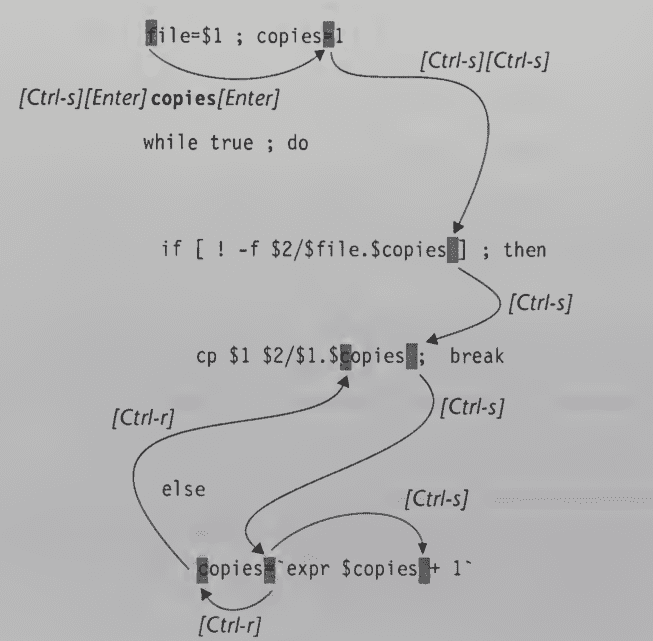 file=$1 ; copies=1
[Ctrl-s][Ctrl-s]
[Ctrl-s][Enter]copies[Enter]
while true ; do
if [ ! -f $2/$file.$copies ] ; then
[Ctrl-s]
cp $1 $2/$1.$copies ; break
[Ctrl-r]
[Ctrl-s]
else
[Ctrl-s]
copies=`expr $copies + 1`
[Ctrl-r]